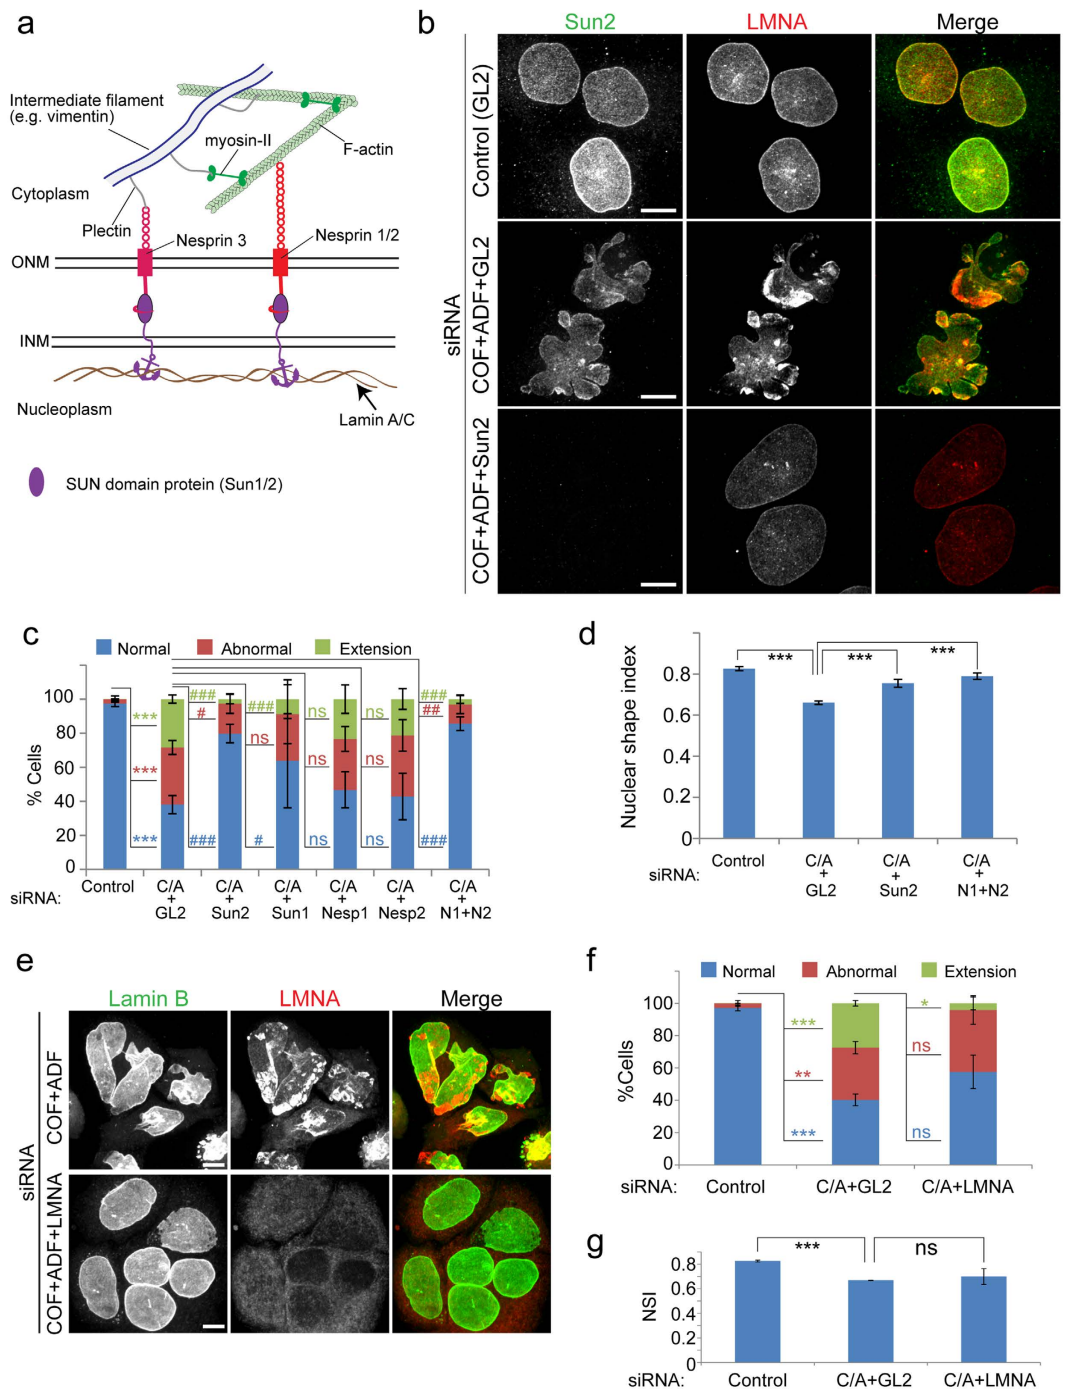 a
Intermediate filament
(e.g. vimentin)
myosin-II
F-actin
Cytoplasm
Plectin
Nesprin 3
Nesprin 1/2
ONM
INM
Nucleoplasm
Lamin A/C
SUN domain protein (Sun1/2)
b
Sun2 LMNA Merge
siRNA
Control (GL2)
COF+ADF+GL2
COF+ADF+Sun2
c
Normal Abnormal Extension
% Cells
100
80
60
40
20
0
*** ### ### ns ns ###
*** # ns ns ns ##
*** ### # ns ns ###
siRNA:
Control
C/A + GL2
C/A + Sun2
C/A + Sun1
C/A + Nesp1
C/A + Nesp2
C/A + N1+N2
d
Nuclear shape index
0.8
0.6
0.4
0.2
0
*** *** ***
siRNA:
Control
C/A + GL2
C/A + Sun2
C/A + N1+N2
e
Lamin B LMNA Merge
siRNA
COF+ADF
COF+ADF+LMNA
f
Normal Abnormal Extension
%Cells
100
80
60
40
20
0
*** *
** ns
*** ns
siRNA: Control C/A+GL2 C/A+LMNA
g
NSI
0.8
0.6
0.4
0.2
0
*** ns
siRNA: Control C/A+GL2 C/A+LMNA